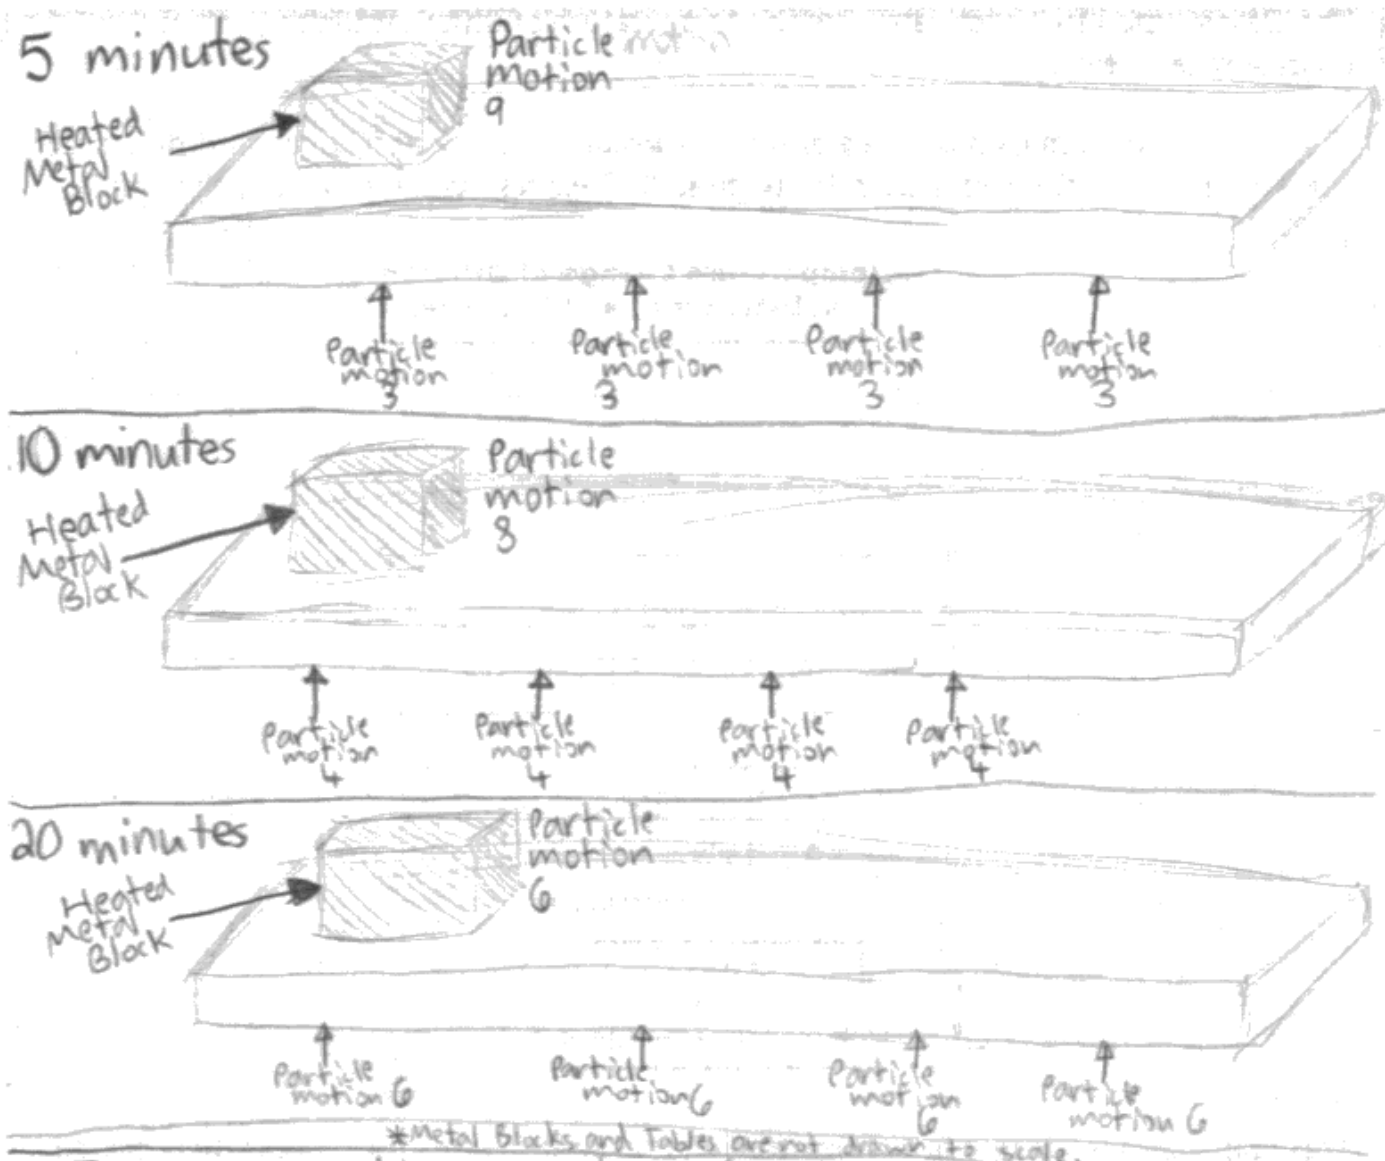 5 minutes
Particle motion
motion
9
Heated
Metal
Block
Particle
motion
3
Particle
motion
3
Particle
motion
3
Particle
motion
3
10 minutes
Particle
motion
8
Heated
Metal
Block
Particle
motion
4
Particle
motion
4
Particle
motion
4
Particle
motion
4
20 minutes
Particle
motion
6
Heated
Metal
Block
Particle
motion 6
Particle
motion 6
Particle
motion
6
Particle
motion 6
*Metal Blocks and Tables are not drawn to scale.